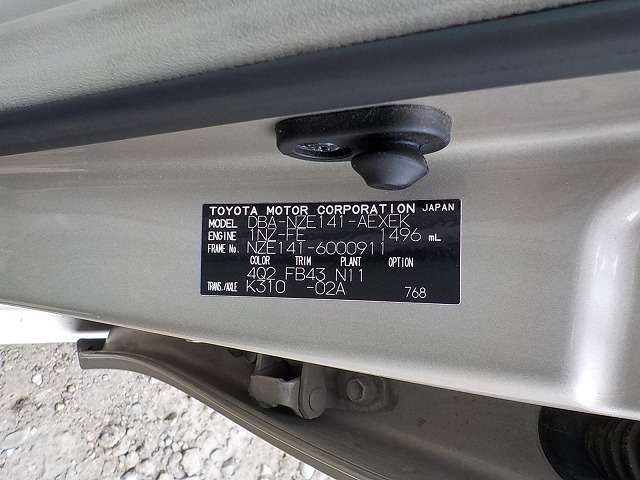 TOYOTA MOTOR CORPORATION JAPAN
MODEL DBA-NZE141-AEXEK
ENGINE 1NZ-FE 1496 mL
FRAME No. NZE141-6000911
COLOR TRIM PLANT OPTION
4Q2 FB43 N11
TRANS./AXLE K310 -02A 768